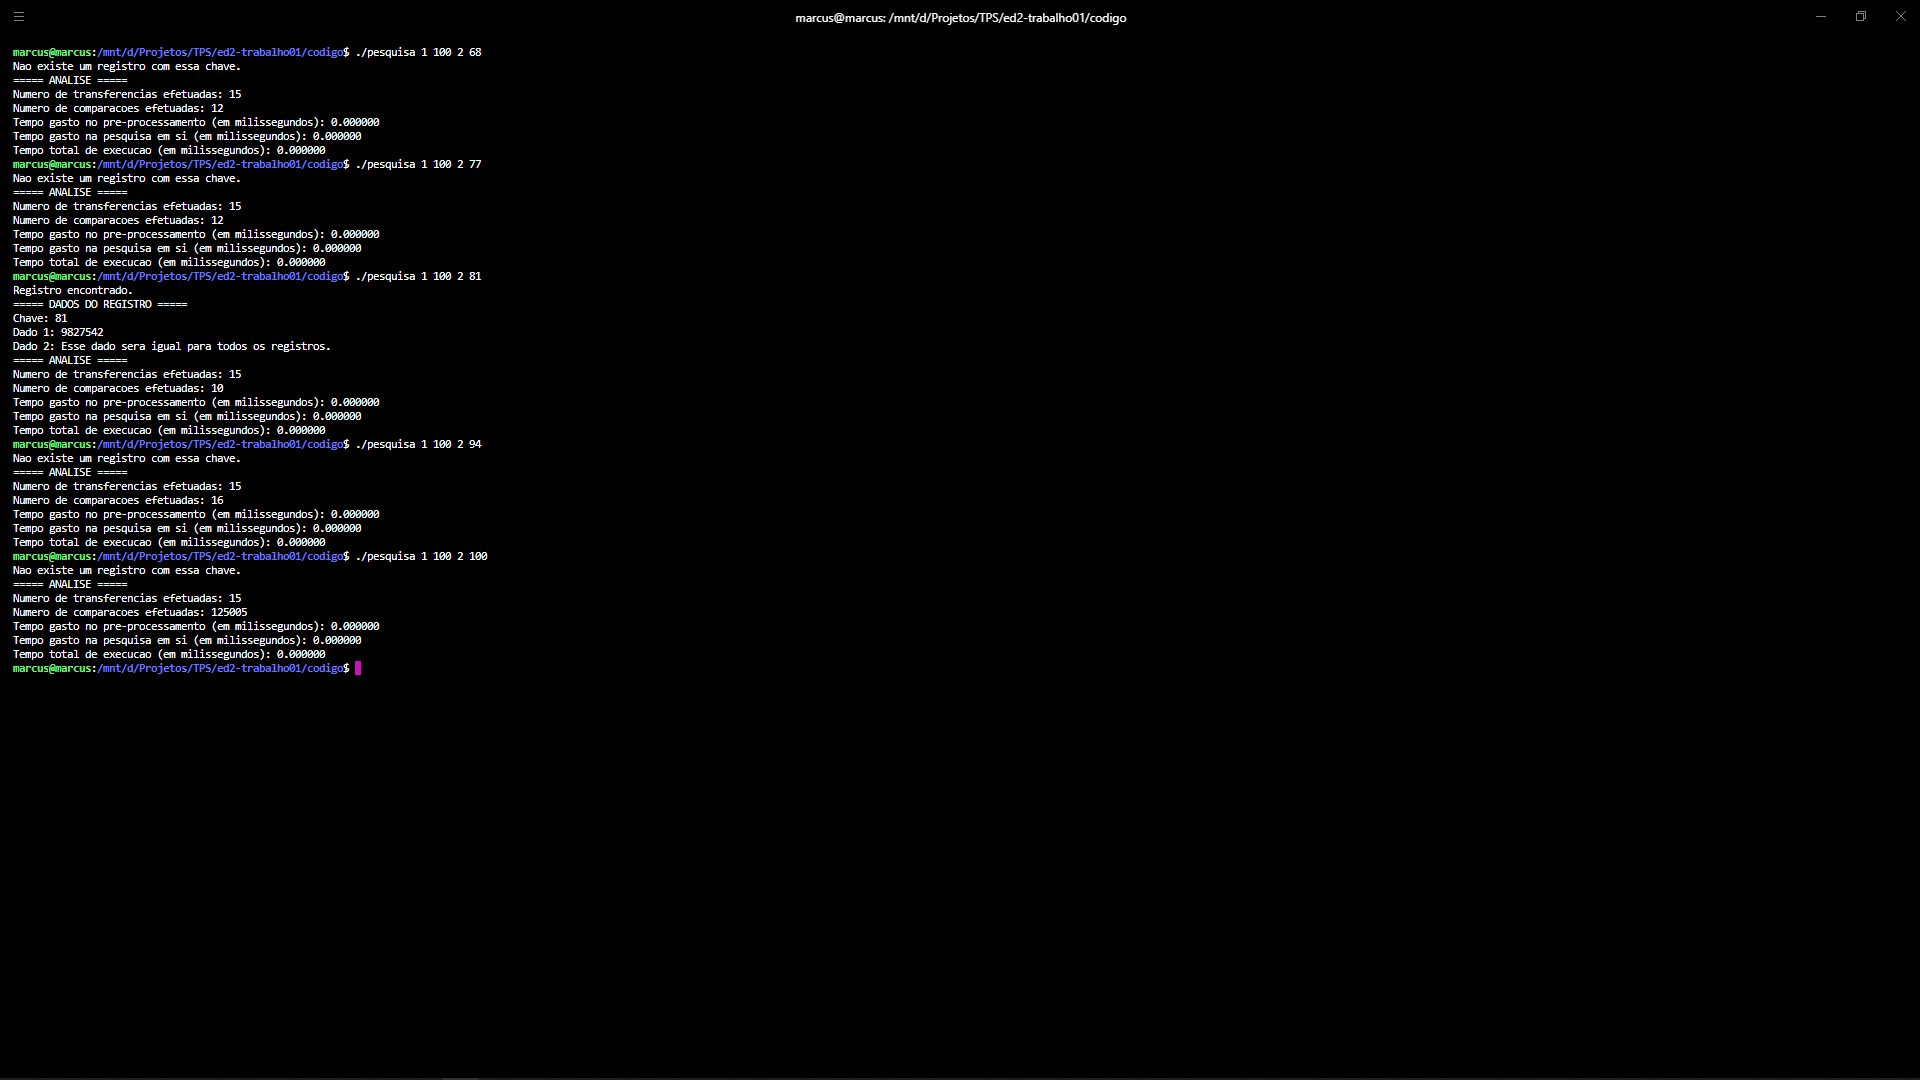 marcus@marcus: /mnt/d/Projetos/TPS/ed2-trabalho01/codigo
marcus@marcus:/mnt/d/Projetos/TPS/ed2-trabalho01/codigo$ ./pesquisa 1 100 2 68
Nao existe um registro com essa chave.
===== ANALISE =====
Numero de transferencias efetuadas: 15
Numero de comparacoes efetuadas: 12
Tempo gasto no pre-processamento (em milissegundos): 0.000000
Tempo gasto na pesquisa em si (em milissegundos): 0.000000
Tempo total de execucao (em milissegundos): 0.000000
marcus@marcus:/mnt/d/Projetos/TPS/ed2-trabalho01/codigo$ ./pesquisa 1 100 2 77
Nao existe um registro com essa chave.
===== ANALISE =====
Numero de transferencias efetuadas: 15
Numero de comparacoes efetuadas: 12
Tempo gasto no pre-processamento (em milissegundos): 0.000000
Tempo gasto na pesquisa em si (em milissegundos): 0.000000
Tempo total de execucao (em milissegundos): 0.000000
marcus@marcus:/mnt/d/Projetos/TPS/ed2-trabalho01/codigo$ ./pesquisa 1 100 2 81
Registro encontrado.
===== DADOS DO REGISTRO =====
Chave: 81
Dado 1: 9827542
Dado 2: Esse dado sera igual para todos os registros.
===== ANALISE =====
Numero de transferencias efetuadas: 15
Numero de comparacoes efetuadas: 10
Tempo gasto no pre-processamento (em milissegundos): 0.000000
Tempo gasto na pesquisa em si (em milissegundos): 0.000000
Tempo total de execucao (em milissegundos): 0.000000
marcus@marcus:/mnt/d/Projetos/TPS/ed2-trabalho01/codigo$ ./pesquisa 1 100 2 94
Nao existe um registro com essa chave.
===== ANALISE =====
Numero de transferencias efetuadas: 15
Numero de comparacoes efetuadas: 16
Tempo gasto no pre-processamento (em milissegundos): 0.000000
Tempo gasto na pesquisa em si (em milissegundos): 0.000000
Tempo total de execucao (em milissegundos): 0.000000
marcus@marcus:/mnt/d/Projetos/TPS/ed2-trabalho01/codigo$ ./pesquisa 1 100 2 100
Nao existe um registro com essa chave.
===== ANALISE =====
Numero de transferencias efetuadas: 15
Numero de comparacoes efetuadas: 125005
Tempo gasto no pre-processamento (em milissegundos): 0.000000
Tempo gasto na pesquisa em si (em milissegundos): 0.000000
Tempo total de execucao (em milissegundos): 0.000000
marcus@marcus:/mnt/d/Projetos/TPS/ed2-trabalho01/codigo$